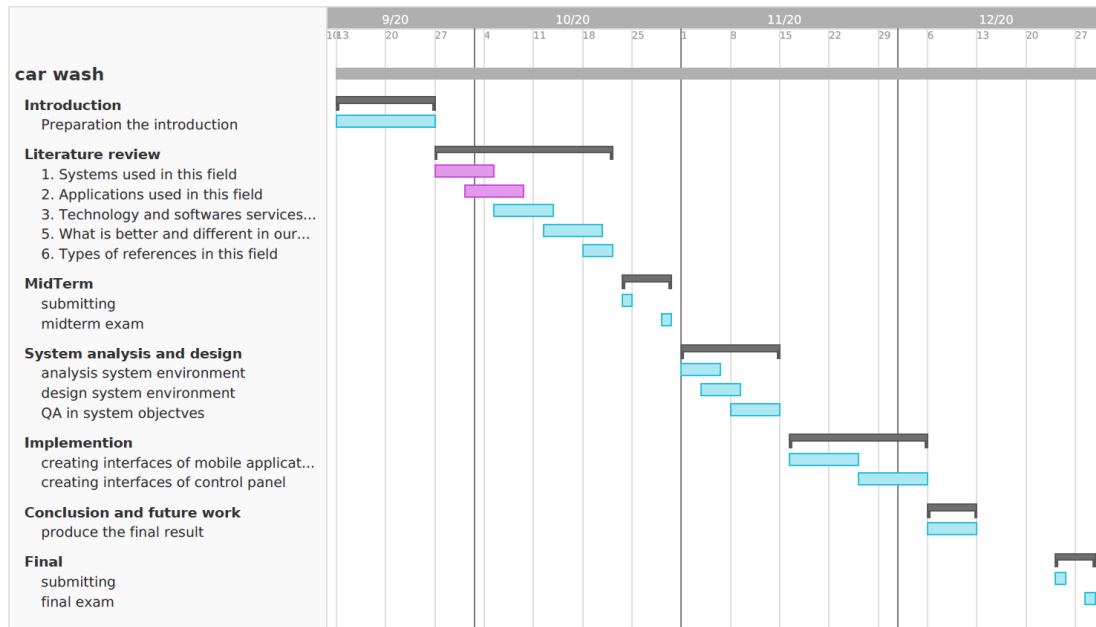 9/20 10/20 11/20 12/20
10 13 20 27 4 11 18 25 1 8 15 22 29 6 13 20 27
car wash
Introduction
Preparation the introduction
Literature review
1. Systems used in this field
2. Applications used in this field
3. Technology and softwares services...
5. What is better and different in our...
6. Types of references in this field
MidTerm
submitting
midterm exam
System analysis and design
analysis system environment
design system environment
QA in system objectves
Implemention
creating interfaces of mobile applicat...
creating interfaces of control panel
Conclusion and future work
produce the final result
Final
submitting
final exam